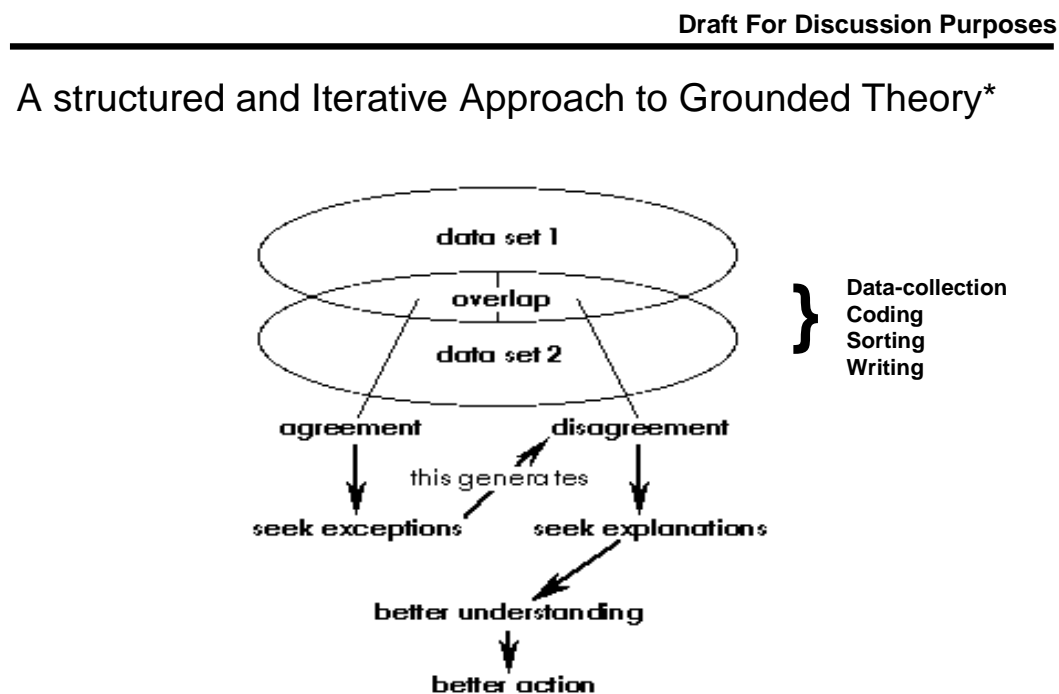 Draft For Discussion Purposes
A structured and Iterative Approach to Grounded Theory*
data set 1
overlap
data set 2
}
Data-collection
Coding
Sorting
Writing
agreement
disagreement
this generates
seek exceptions
seek explanations
better understanding
better action